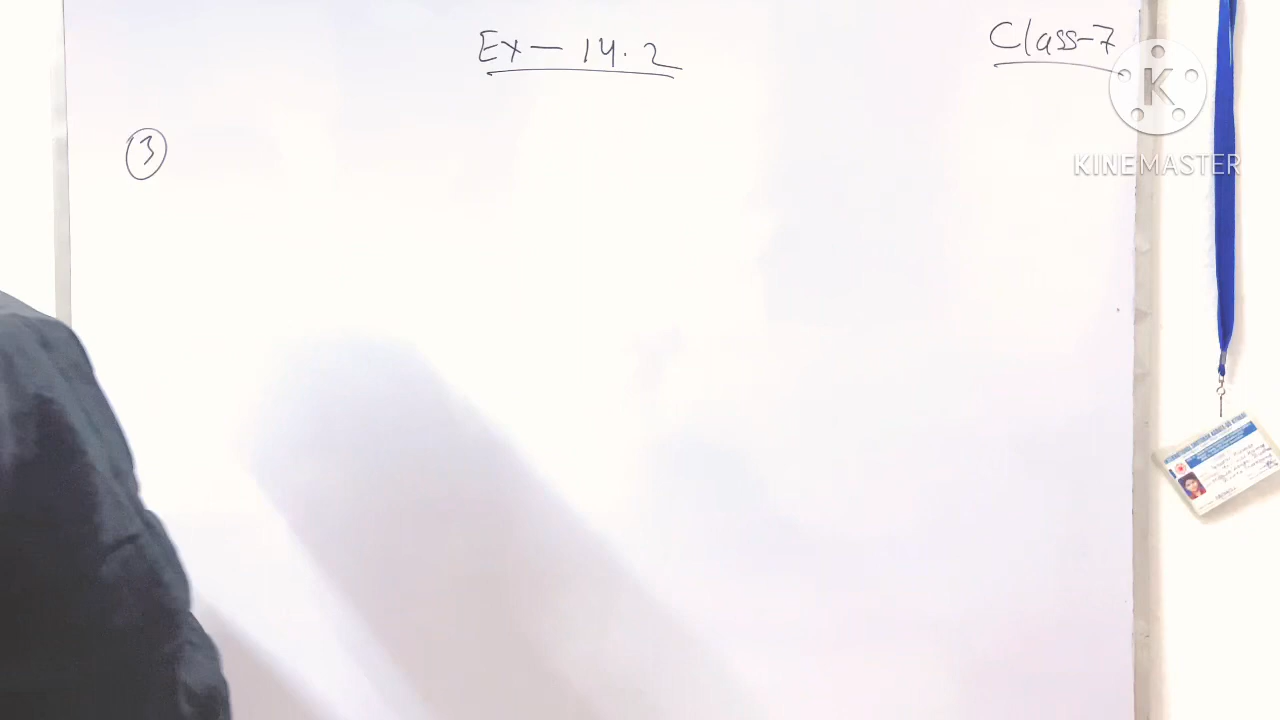 Ex — 14.2
Class-7
3
KINEMASTER
K